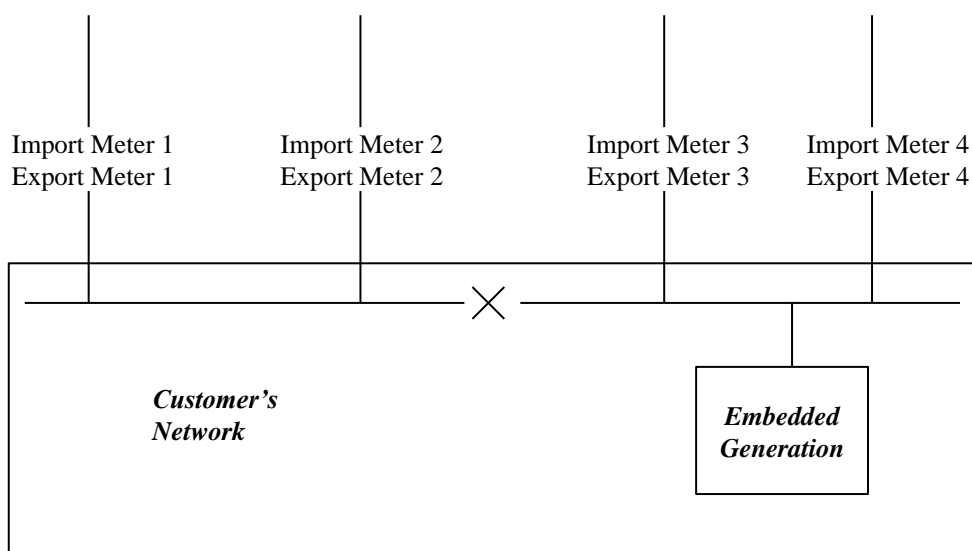 Import Meter 1
Export Meter 1
Import Meter 2
Export Meter 2
Import Meter 3
Export Meter 3
Import Meter 4
Export Meter 4
Customer’s
Network
Embedded
Generation